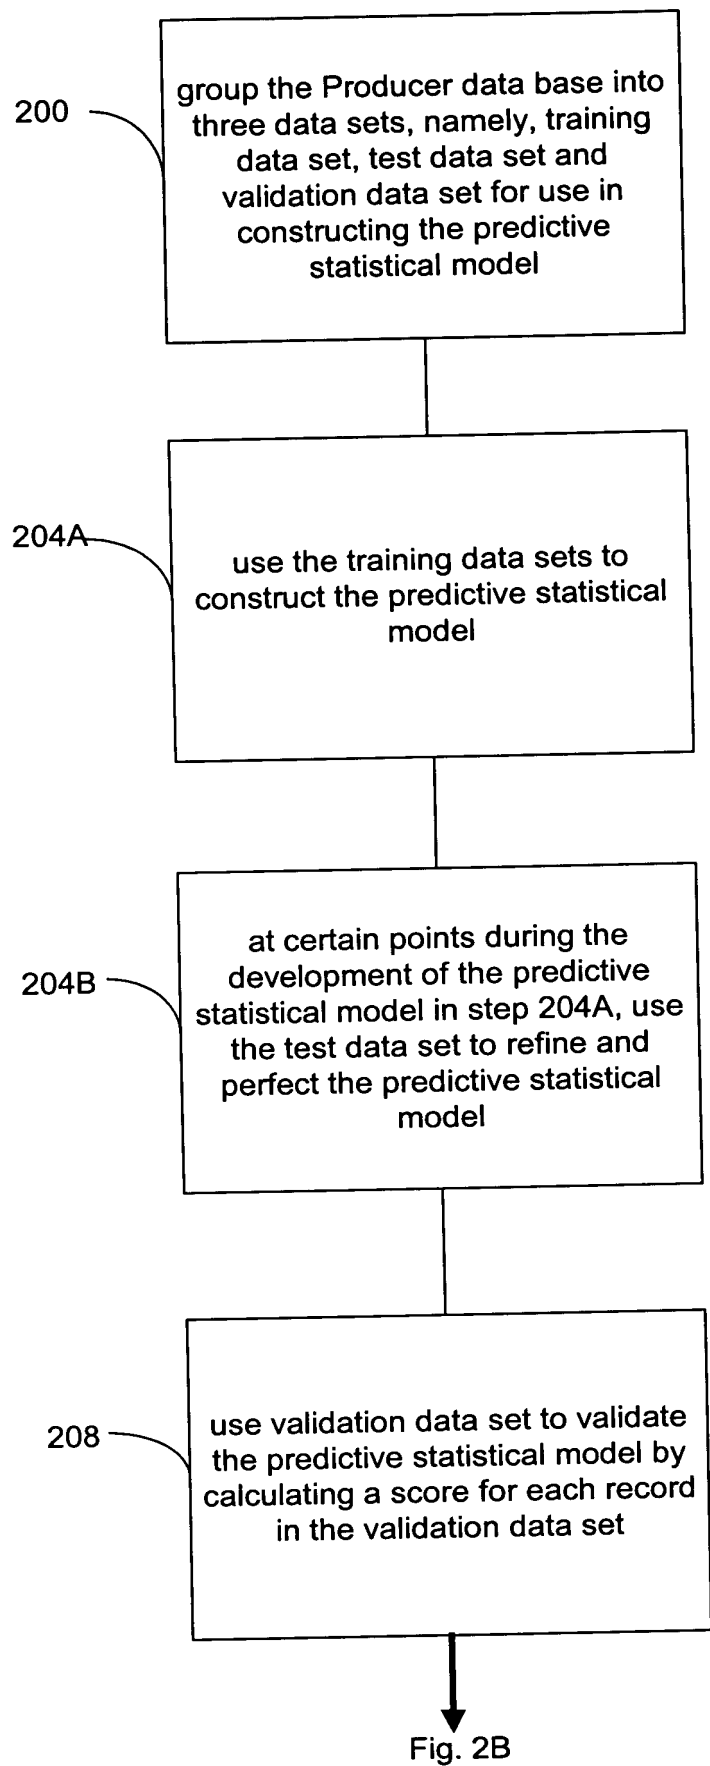 200
group the Producer data base into
three data sets, namely, training
data set, test data set and
validation data set for use in
constructing the predictive
statistical model
204A
use the training data sets to
construct the predictive statistical
model
204B
at certain points during the
development of the predictive
statistical model in step 204A, use
the test data set to refine and
perfect the predictive statistical
model
208
use validation data set to validate
the predictive statistical model by
calculating a score for each record
in the validation data set
Fig. 2B